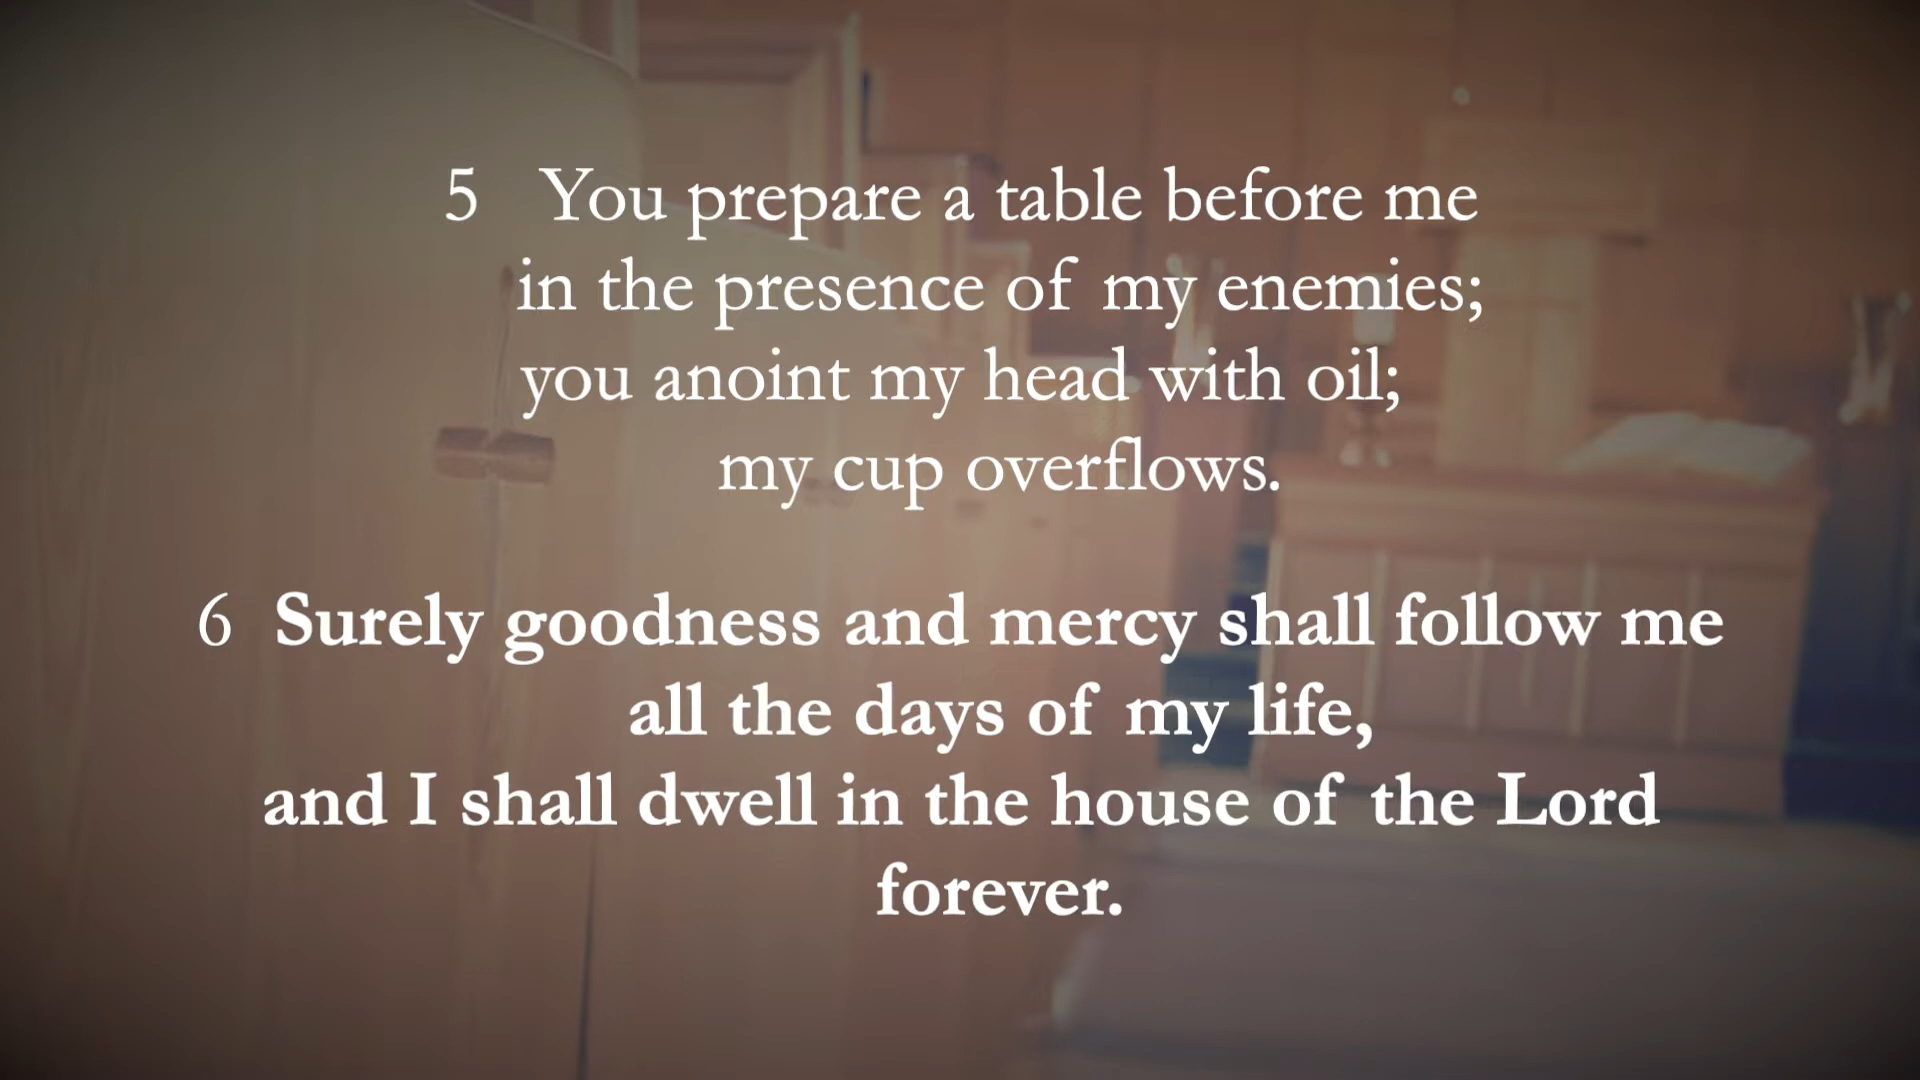 5 You prepare a table before me
in the presence of my enemies;
you anoint my head with oil;
my cup overflows.
6 Surely goodness and mercy shall follow me
all the days of my life,
and I shall dwell in the house of the Lord
forever.